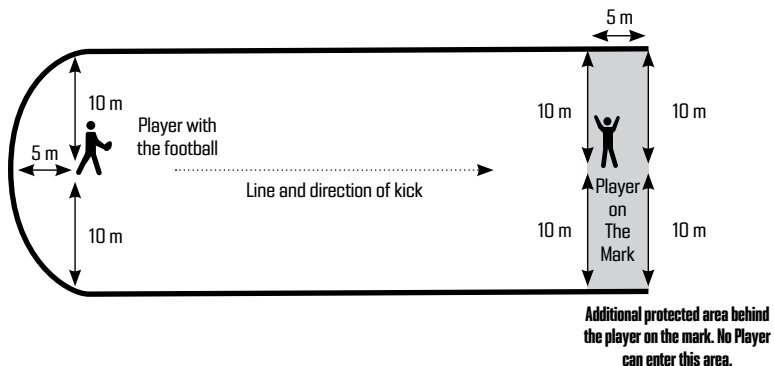 5 m
10 m
Player with
the football
10 m
10 m
5 m
Line and direction of kick
Player
on
The
Mark
10 m
10 m
10 m
Additional protected area behind
the player on the mark. No Player
can enter this area.